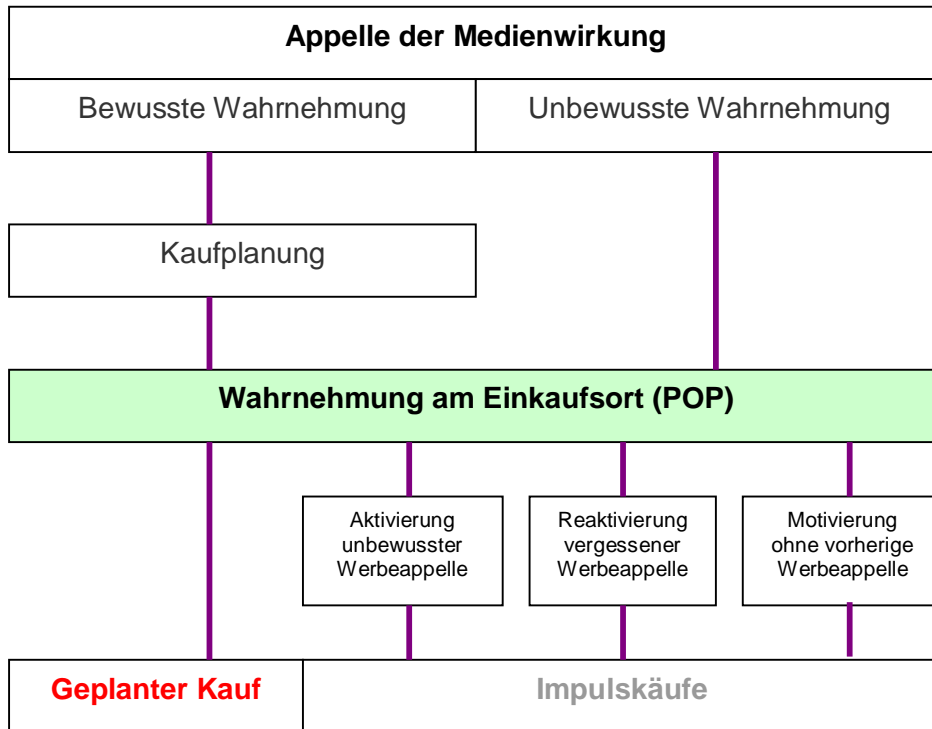 Appelle der Medienwirkung
Bewusste Wahrnehmung
Unbewusste Wahrnehmung
Kaufplanung
Wahrnehmung am Einkaufsort (POP)
Aktivierung
unbewusster
Werbeappelle
Reaktivierung
vergessener
Werbeappelle
Motivierung
ohne vorherige
Werbeappelle
Geplanter Kauf
Impulskäufe